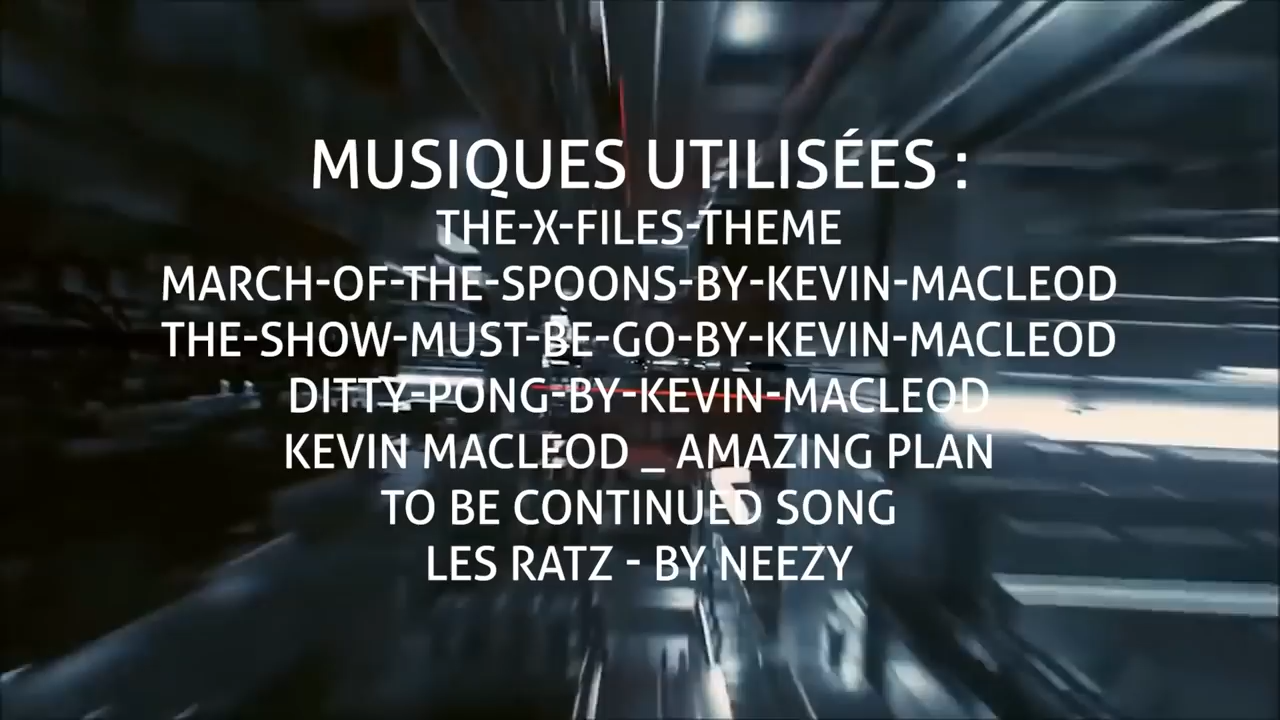 MUSIQUES UTILISÉES :
THE-X-FILES-THEME
MARCH-OF-THE-SPOONS-BY-KEVIN-MACLEOD
THE-SHOW-MUST-BE-GO-BY-KEVIN-MACLEOD
DITTY-PONG-BY-KEVIN-MACLEOD
KEVIN MACLEOD _ AMAZING PLAN
TO BE CONTINUED SONG
LES RATZ - BY NEEZY